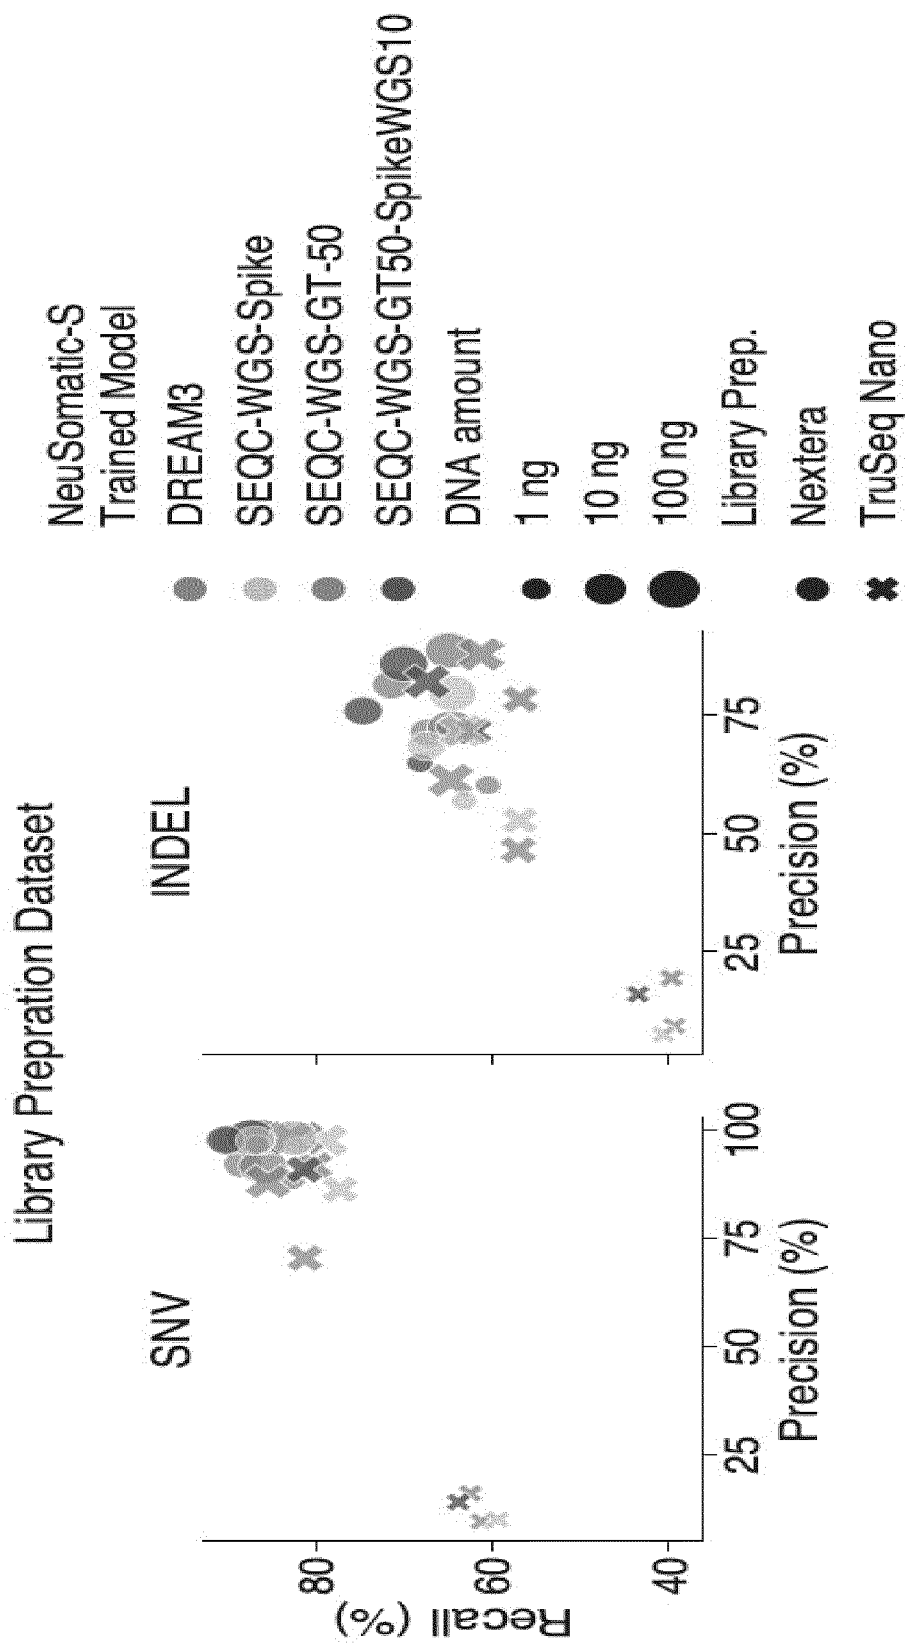 Library Prepration Dataset
SNV
INDEL
Recall (%)
80
60
40
25
50
75
100
Precision (%)
25
50
75
Precision (%)
NeuSomatic-S
Trained Model
DREAM3
SEQC-WGS-Spike
SEQC-WGS-GT-50
SEQC-WGS-GT50-SpikeWGS10
DNA amount
1 ng
10 ng
100 ng
Library Prep.
Nextera
TruSeq Nano